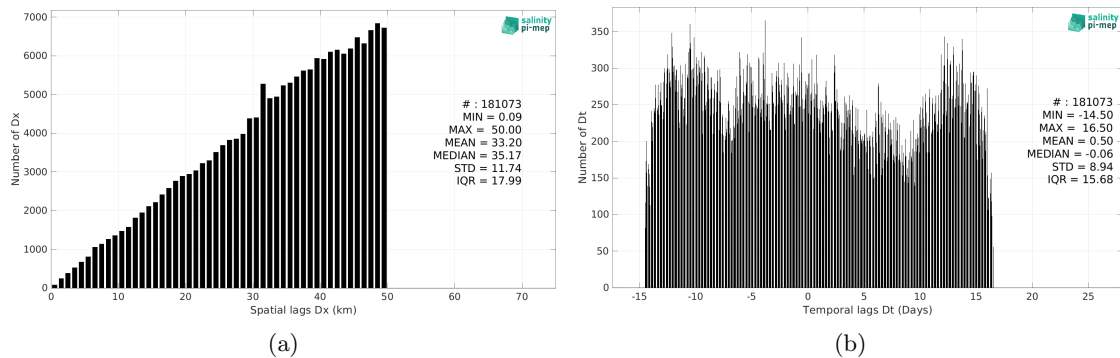 7000
6000
5000
4000
3000
2000
1000
0
0 10 20 30 40 50 60 70
Number of Dx
Spatial lags Dx (km)
salinity
pi-mep
# : 181073
MIN = 0.09
MAX = 50.00
MEAN = 33.20
MEDIAN = 35.17
STD = 11.74
IQR = 17.99
(a)
350
300
250
200
150
100
50
0
-15 -10 -5 0 5 10 15 20 25
Number of Dt
Temporal lags Dt (Days)
salinity
pi-mep
# : 181073
MIN = -14.50
MAX = 16.50
MEAN = 0.50
MEDIAN = -0.06
STD = 8.94
IQR = 15.68
(b)